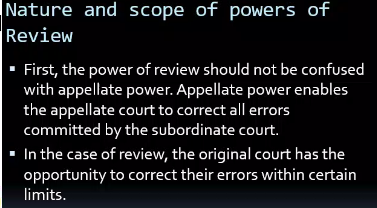 Nature and scope of powers of
Review
▪ First, the power of review should not be confused
with appellate power. Appellate power enables
the appellate court to correct all errors
committed by the subordinate court.
▪ In the case of review, the original court has the
opportunity to correct their errors within certain
limits.